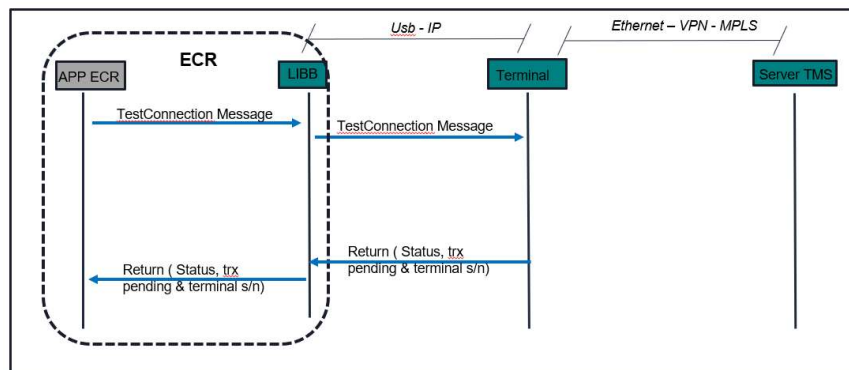 Usb - IP
Ethernet – VPN - MPLS
ECR
APP ECR
LIBB
Terminal
Server TMS
TestConnection Message
TestConnection Message
Return ( Status, trx
pending & terminal s/n)
Return ( Status, trx
pending & terminal s/n)